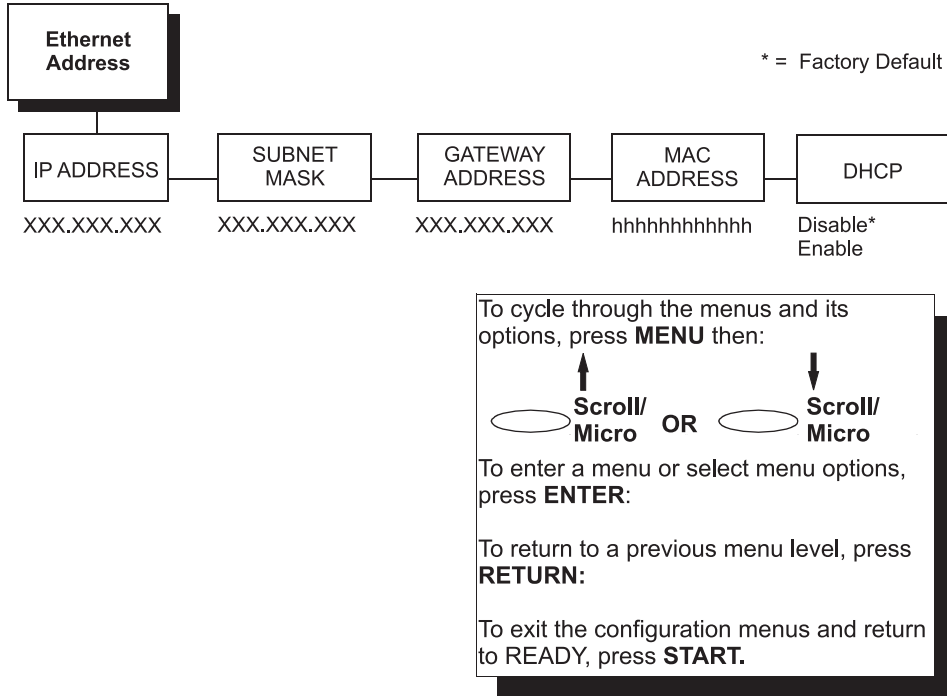 Ethernet
Address
* = Factory Default
IP ADDRESS
SUBNET
MASK
GATEWAY
ADDRESS
MAC
ADDRESS
DHCP
XXX.XXX.XXX
XXX.XXX.XXX
XXX.XXX.XXX
hhhhhhhhhhhh
Disable*
Enable
To cycle through the menus and its
options, press MENU then:
Scroll/
Micro
OR
Scroll/
Micro
To enter a menu or select menu options,
press ENTER:
To return to a previous menu level, press
RETURN:
To exit the configuration menus and return
to READY, press START.